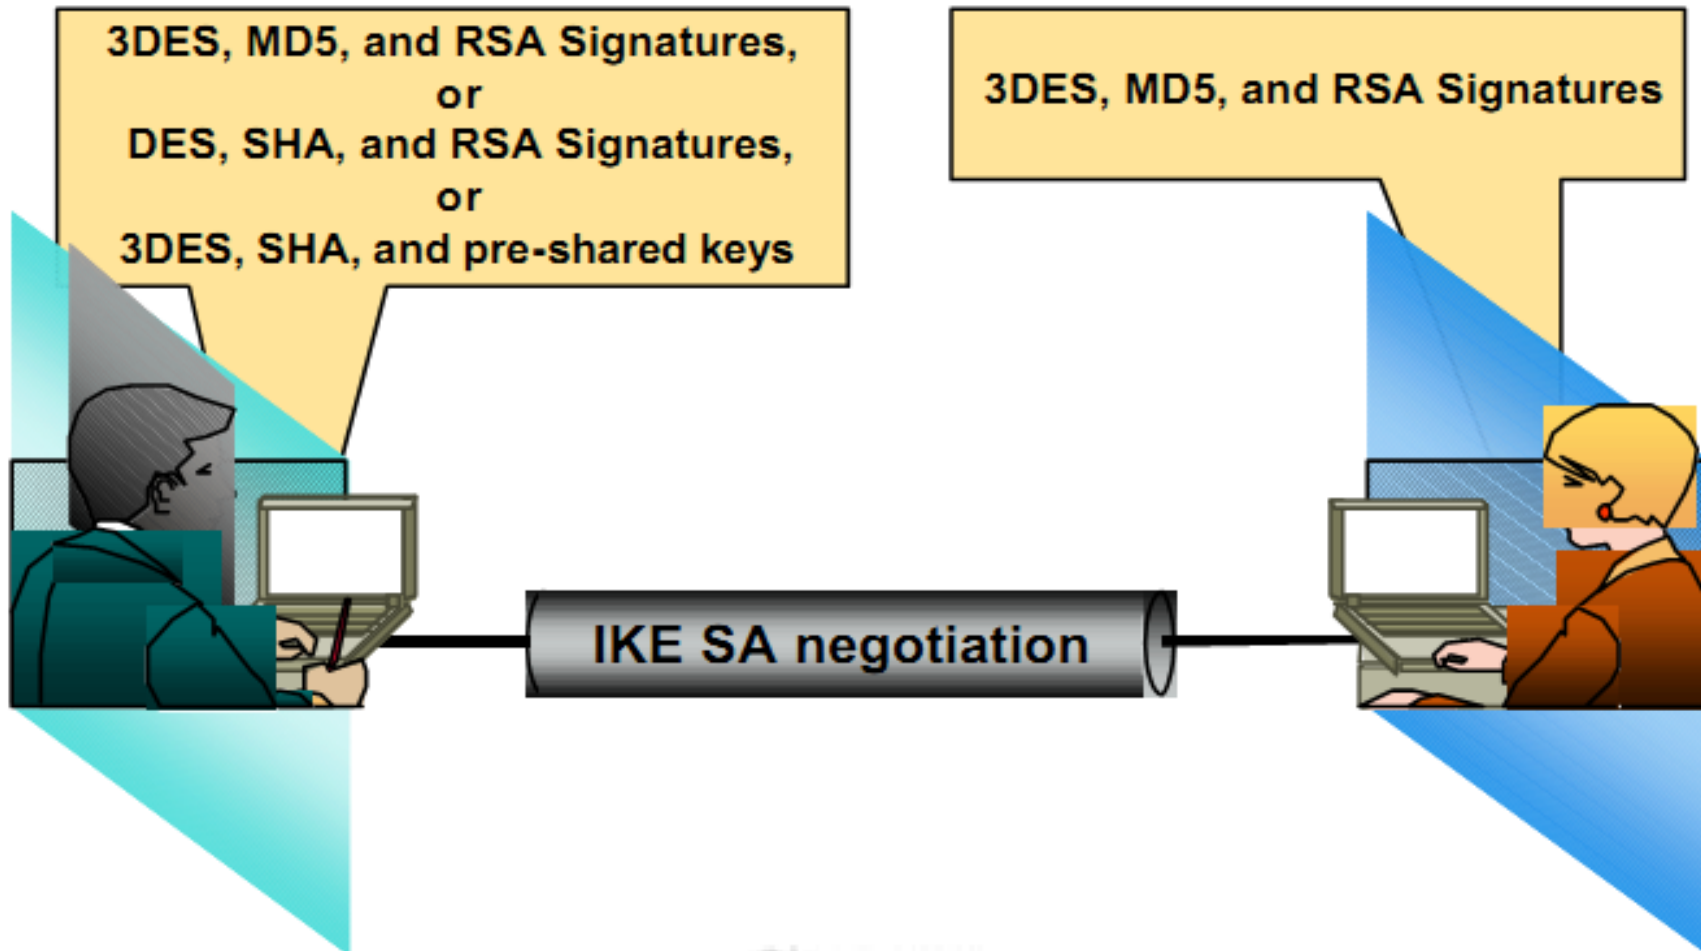 3DES, MD5, and RSA Signatures,
or
DES, SHA, and RSA Signatures,
or
3DES, SHA, and pre-shared keys
3DES, MD5, and RSA Signatures
IKE SA negotiation